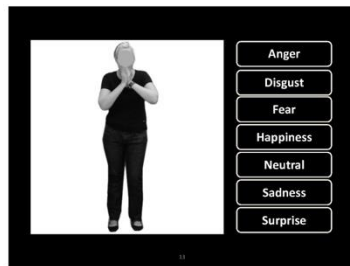 Anger
Disgust
Fear
Happiness
Neutral
Sadness
Surprise